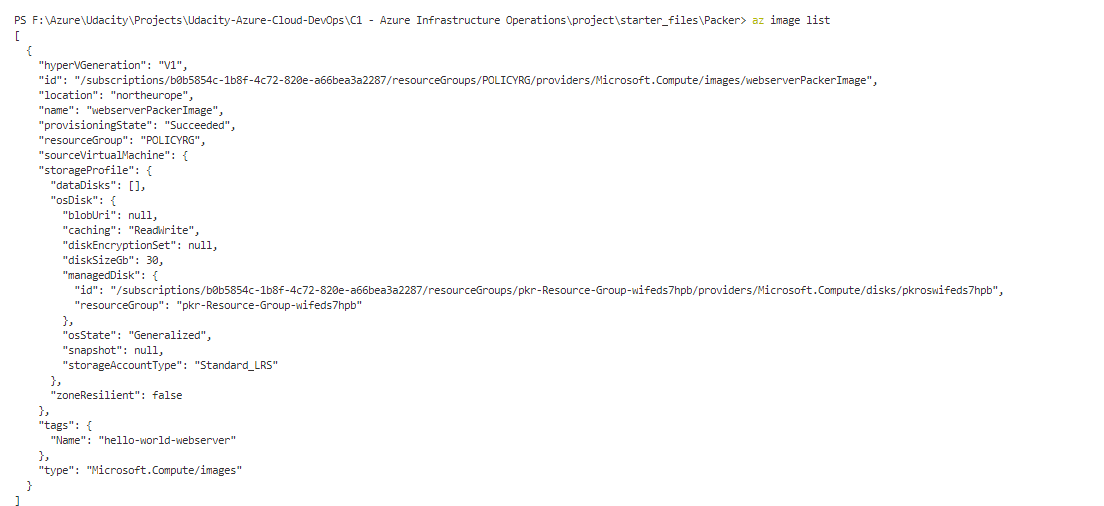 PS F:\Azure\Udacity\Projects\Udacity-Azure-Cloud-DevOps\C1 - Azure Infrastructure Operations\project\starter_files\Packer> az image list
[
  {
    "hyperVGeneration": "V1",
    "id": "/subscriptions/b0b5854c-1b8f-4c72-820e-a66bea3a2287/resourceGroups/POLICYRG/providers/Microsoft.Compute/images/webserverPackerImage",
    "location": "northeurope",
    "name": "webserverPackerImage",
    "provisioningState": "Succeeded",
    "resourceGroup": "POLICYRG",
    "sourceVirtualMachine": {
    "storageProfile": {
      "dataDisks": [],
      "osDisk": {
        "blobUri": null,
        "caching": "ReadWrite",
        "diskEncryptionSet": null,
        "diskSizeGb": 30,
        "managedDisk": {
          "id": "/subscriptions/b0b5854c-1b8f-4c72-820e-a66bea3a2287/resourceGroups/pkr-Resource-Group-wifeds7hpb/providers/Microsoft.Compute/disks/pkroswifeds7hpb",
          "resourceGroup": "pkr-Resource-Group-wifeds7hpb"
        },
        "osState": "Generalized",
        "snapshot": null,
        "storageAccountType": "Standard_LRS"
      },
      "zoneResilient": false
    },
    "tags": {
      "Name": "hello-world-webserver"
    },
    "type": "Microsoft.Compute/images"
  }
]